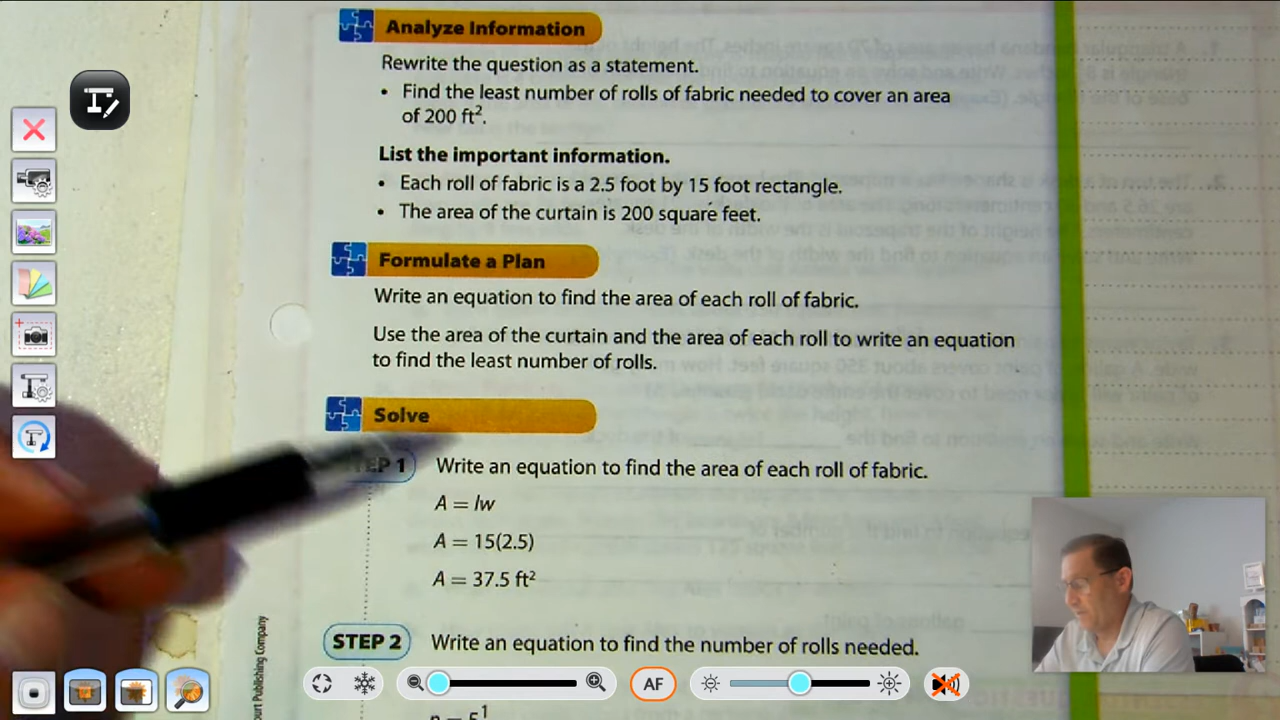 Analyze Information
Rewrite the question as a statement.
• Find the least number of rolls of fabric needed to cover an area
of 200 ft².
List the important information.
• Each roll of fabric is a 2.5 foot by 15 foot rectangle.
• The area of the curtain is 200 square feet.
Formulate a Plan
Write an equation to find the area of each roll of fabric.
Use the area of the curtain and the area of each roll to write an equation
to find the least number of rolls.
Solve
STEP 1 Write an equation to find the area of each roll of fabric.
A = lw
A = 15(2.5)
A = 37.5 ft²
STEP 2 Write an equation to find the number of rolls needed.
AF
Publishing Company